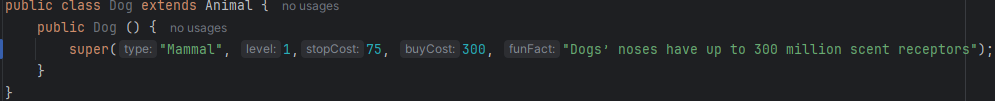 public class Dog extends Animal { no usages
public Dog () { no usages
super( type: "Mammal", level: 1, stopCost: 75, buyCost: 300, funFact: "Dogs’ noses have up to 300 million scent receptors");
}
}